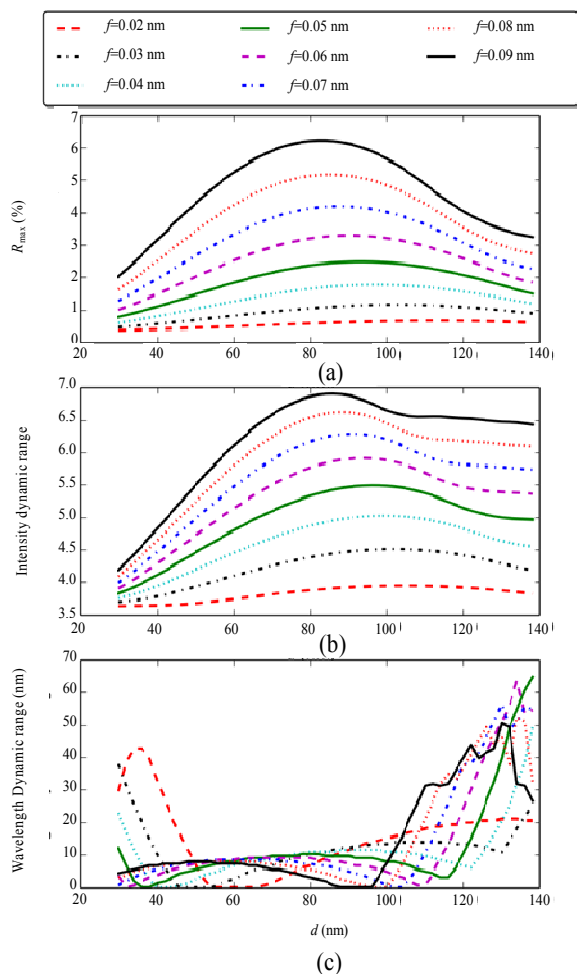 f=0.02 nm f=0.05 nm f=0.08 nm
f=0.03 nm f=0.06 nm f=0.09 nm
f=0.04 nm f=0.07 nm
7
6
5
4
3
2
1
0
R max (%)
20 40 60 80 100 120 140
(a)
7.0
6.5
6.0
5.5
5.0
4.5
4.0
3.5
Intensity dynamic range
20 40 60 80 100 120 140
(b)
70
60
50
40
30
20
10
0
Wavelength Dynamic range (nm)
20 40 60 80 100 120 140
d (nm)
(c)